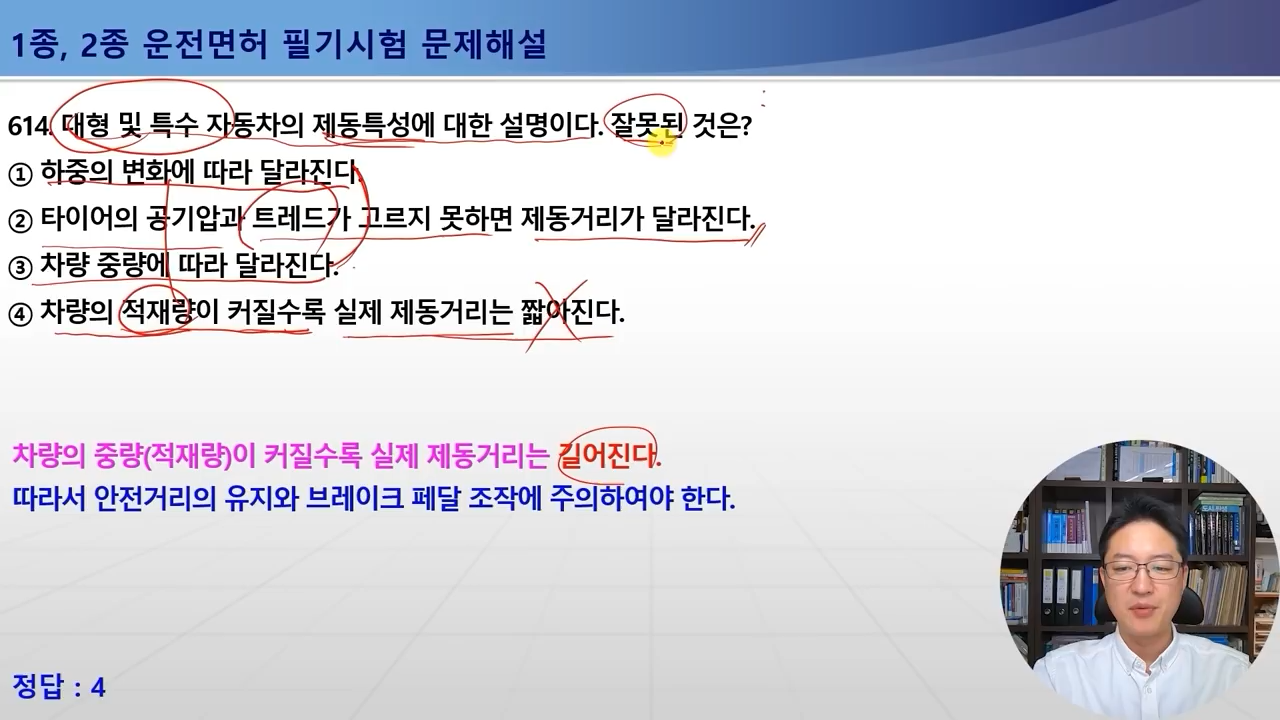 1종, 2종 운전면허 필기시험 문제해설
614. 대형 및 특수 자동차의 제동특성에 대한 설명이다. 잘못된 것은?
① 하중의 변화에 따라 달라진다.
② 타이어의 공기압과 트레드가 고르지 못하면 제동거리가 달라진다.
③ 차량 중량에 따라 달라진다.
④ 차량의 적재량이 커질수록 실제 제동거리는 짧아진다.
차량의 중량(적재량)이 커질수록 실제 제동거리는 길어진다.
따라서 안전거리의 유지와 브레이크 페달 조작에 주의하여야 한다.
정답 : 4